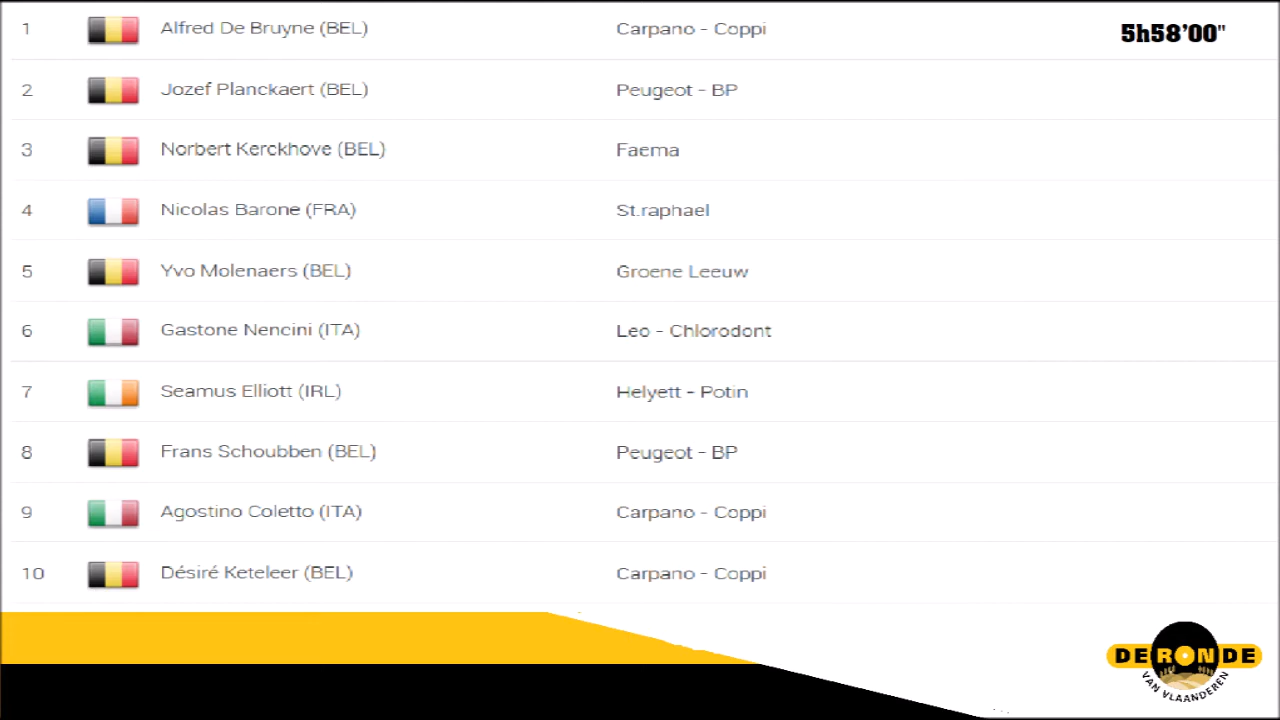 1 Alfred De Bruyne (BEL) Carpano - Coppi 5h58'00"
2 Jozef Planckaert (BEL) Peugeot - BP
3 Norbert Kerckhove (BEL) Faema
4 Nicolas Barone (FRA) St.raphael
5 Yvo Molenaers (BEL) Groene Leeuw
6 Gastone Nencini (ITA) Leo - Chlorodont
7 Seamus Elliott (IRL) Helyett - Potin
8 Frans Schoubben (BEL) Peugeot - BP
9 Agostino Coletto (ITA) Carpano - Coppi
10 Désiré Keteleer (BEL) Carpano - Coppi
DE RONDE
VAN VLAANDEREN